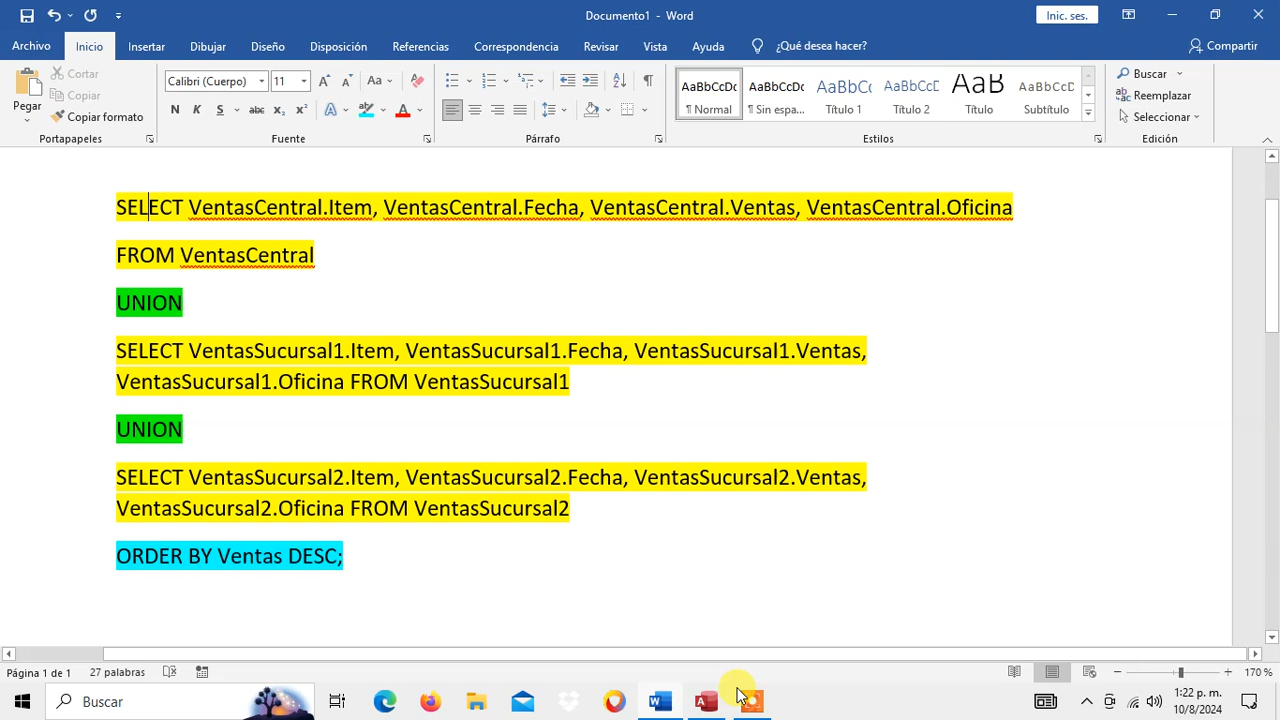 Documento1 - Word
Inic. ses.
Archivo Inicio Insertar Dibujar Diseño Disposición Referencias Correspondencia Revisar Vista Ayuda ¿Qué desea hacer? Compartir
Pegar
Cortar
Copiar
Copiar formato
Portapapeles
Calibri (Cuerpo) 11
N K S abc x₂ x²
Fuente
Párrafo
AaBbCcDc AaBbCcDc AaBbCcD AaBbCcD AaB AaBbCcD
¶ Normal ¶ Sin espa... Título 1 Título 2 Título Subtítulo
Estilos
Buscar
Reemplazar
Seleccionar
Edición
SELECT VentasCentral.Item, VentasCentral.Fecha, VentasCentral.Ventas, VentasCentral.Oficina
FROM VentasCentral
UNION
SELECT VentasSucursal1.Item, VentasSucursal1.Fecha, VentasSucursal1.Ventas,
VentasSucursal1.Oficina FROM VentasSucursal1
UNION
SELECT VentasSucursal2.Item, VentasSucursal2.Fecha, VentasSucursal2.Ventas,
VentasSucursal2.Oficina FROM VentasSucursal2
ORDER BY Ventas DESC;
Página 1 de 1 27 palabras 170 %
Buscar
1:22 p. m.
10/8/2024